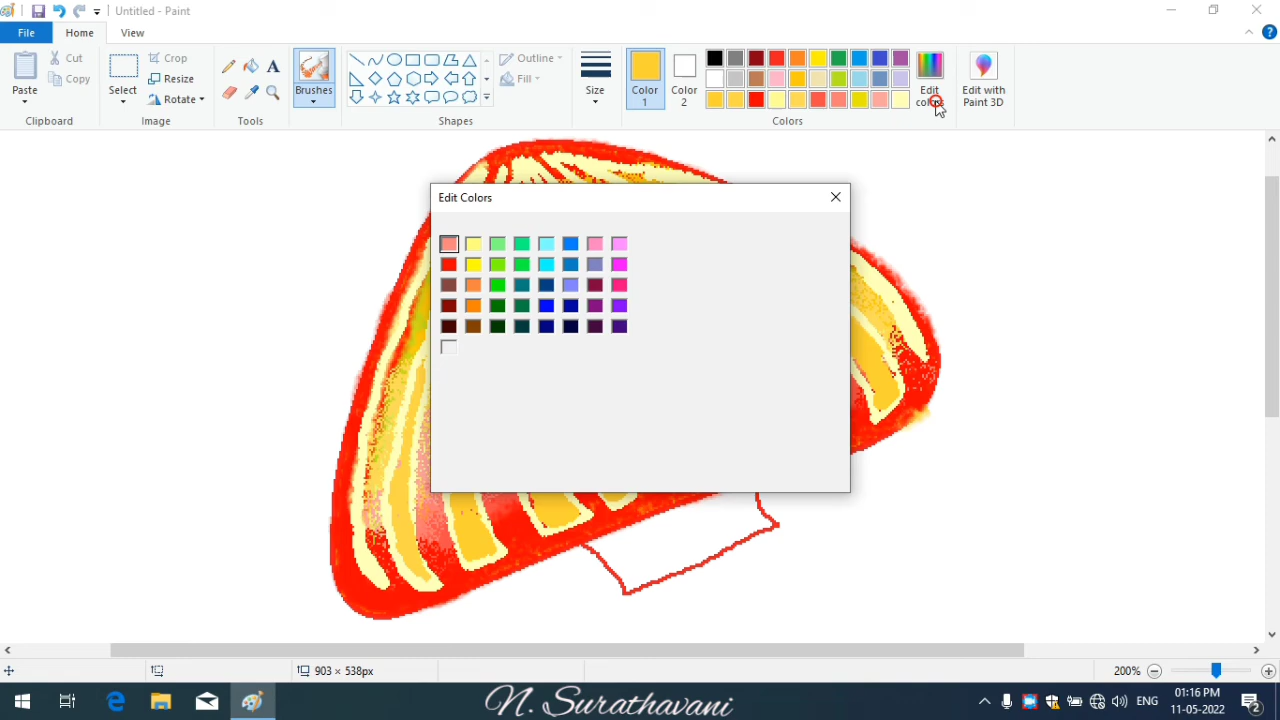 Untitled - Paint
File Home View
Paste
Cut
Copy
Clipboard
Select
Crop
Resize
Rotate
Image
A
Tools
Brushes
Outline
Fill
Shapes
Size
Color 1
Color 2
Edit colors
Colors
Edit with Paint 3D
Edit Colors
903 × 538px
200%
N. Surathavani
ENG
01:16 PM
11-05-2022
2